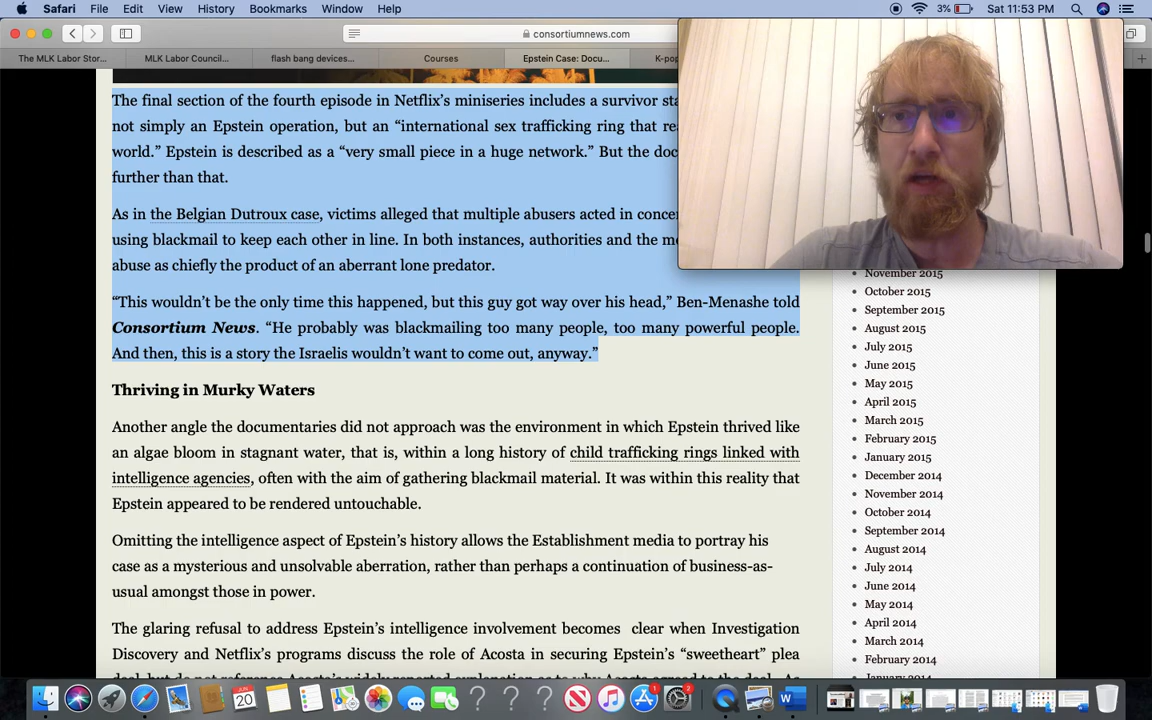 Safari File Edit View History Bookmarks Window Help 3% Sat 11:53 PM
consortiumnews.com
The MLK Labor Stor... MLK Labor Council... flash bang devices... Courses Epstein Case: Docu... K-pop
The final section of the fourth episode in Netflix’s miniseries includes a survivor
not simply an Epstein operation, but an “international sex trafficking ring that
world.” Epstein is described as a “very small piece in a huge network.” But the
further than that.
As in the Belgian Dutroux case, victims alleged that multiple abusers acted in
using blackmail to keep each other in line. In both instances, authorities and the
abuse as chiefly the product of an aberrant lone predator.
“This wouldn’t be the only time this happened, but this guy got way over his head,” Ben-Menashe told
Consortium News. “He probably was blackmailing too many people, too many powerful people.
And then, this is a story the Israelis wouldn’t want to come out, anyway.”
Thriving in Murky Waters
Another angle the documentaries did not approach was the environment in which Epstein thrived like
an algae bloom in stagnant water, that is, within a long history of child trafficking rings linked with
intelligence agencies, often with the aim of gathering blackmail material. It was within this reality that
Epstein appeared to be rendered untouchable.
Omitting the intelligence aspect of Epstein’s history allows the Establishment media to portray his
case as a mysterious and unsolvable aberration, rather than perhaps a continuation of business-as-
usual amongst those in power.
The glaring refusal to address Epstein’s intelligence involvement becomes clear when Investigation
Discovery and Netflix’s programs discuss the role of Acosta in securing Epstein’s “sweetheart” plea
November 2015
October 2015
September 2015
August 2015
July 2015
June 2015
May 2015
April 2015
March 2015
February 2015
January 2015
December 2014
November 2014
October 2014
September 2014
August 2014
July 2014
June 2014
May 2014
April 2014
March 2014
February 2014
January 2014
JUN
20